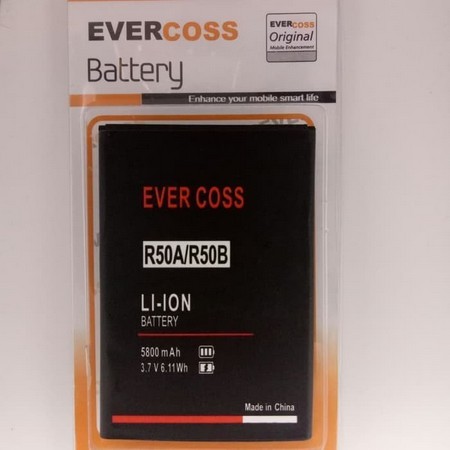 EVERCOSS
Battery
EVERCOSS
Original
Mobile Enhancement
Enhance your mobile smart life
EVER COSS
R50A/R50B
LI-ION
BATTERY
5800 mAh
3.7 V 6.11Wh
Made in China